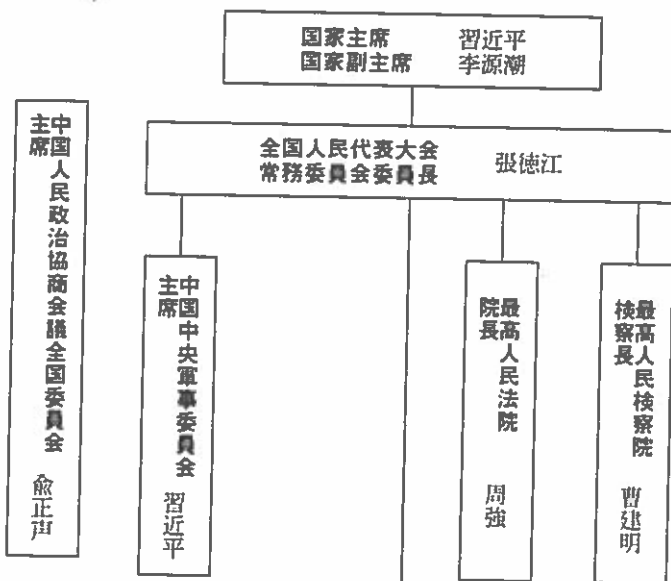 国家主席 習近平
国家副主席 李源潮
全国人民代表大会
常務委員会委員長
張徳江
最高人民検察院
検察長
曹建明
最高人民法院
院長
周強
中国中央軍事委員会
主席
習近平
中国人民政治協商会議全国委員会
主席
兪正声